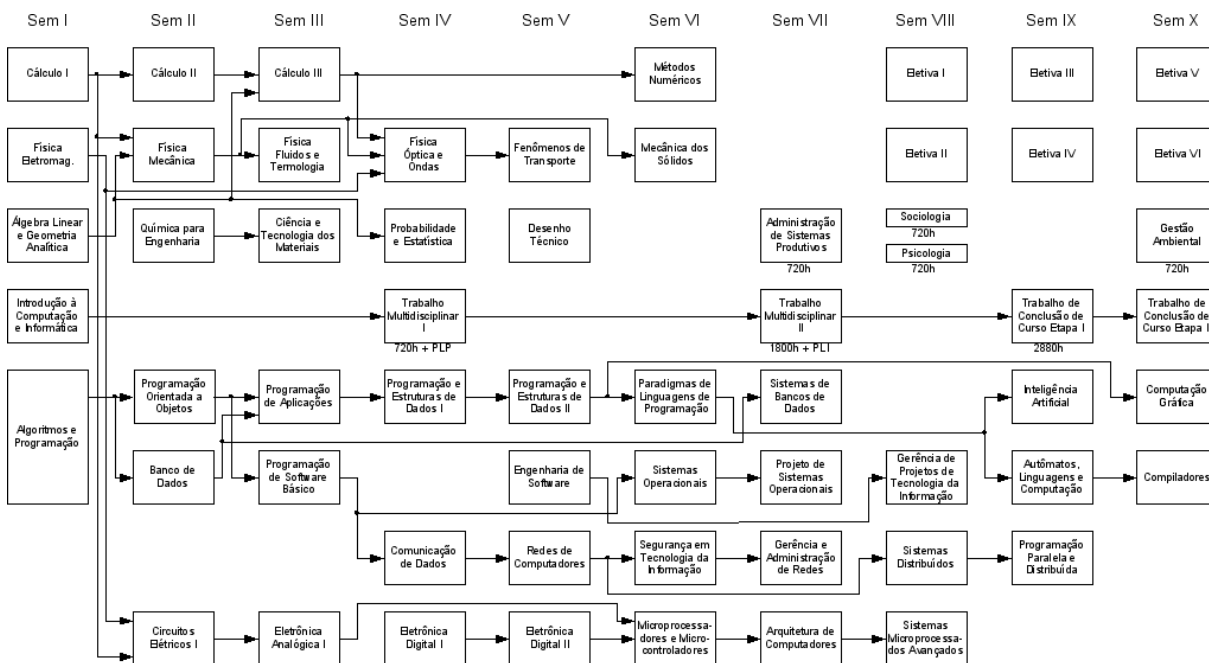 Sem I
Sem II
Sem III
Sem IV
Sem V
Sem VI
Sem VII
Sem VIII
Sem IX
Sem X
Cálculo I
Cálculo II
Cálculo III
Métodos
Numéricos
Eletiva I
Eletiva III
Eletiva V
Física
Eletromag.
Física
Mecânica
Física
Fluidos e
Termologia
Física
Óptica e
Ondas
Fenômenos de
Transporte
Mecânica dos
Sólidos
Eletiva II
Eletiva IV
Eletiva VI
Álgebra Linear
e Geometria
Analítica
Química para
Engenharia
Ciência e
Tecnologia dos
Materiais
Probabilidade
e Estatística
Desenho
Técnico
Administração
de Sistemas
Produtivos
720h
Sociologia
720h
Psicologia
720h
Gestão
Ambiental
720h
Introdução à
Computação
e Informática
Trabalho
Multidisciplinar
I
720h + PLP
Trabalho
Multidisciplinar
II
1800h + PLI
Trabalho de
Conclusão de
Curso Etapa I
2880h
Trabalho de
Conclusão de
Curso Etapa I
Algoritmos e
Programação
Programação
Orientada a
Objetos
Programação
de Aplicações
Programação e
Estruturas de
Dados I
Programação e
Estruturas de
Dados II
Paradigmas de
Linguagens de
Programação
Sistemas de
Bancos de
Dados
Inteligência
Artificial
Computação
Gráfica
Banco de
Dados
Programação
de Software
Básico
Engenharia de
Software
Sistemas
Operacionais
Projeto de
Sistemas
Operacionais
Gerência de
Projetos de
Tecnologia da
Informação
Autômatos,
Linguagens e
Computação
Compiladores
Comunicação
de Dados
Redes de
Computadores
Segurança em
Tecnologia da
Informação
Gerência e
Administração
de Redes
Sistemas
Distribuídos
Programação
Paralela e
Distribuída
Circuitos
Elétricos I
Eletrônica
Analógica I
Eletrônica
Digital I
Eletrônica
Digital II
Microprocessa-
dores e Micro-
controladores
Arquitetura de
Computadores
Sistemas
Microprocessa-
dos Avançados